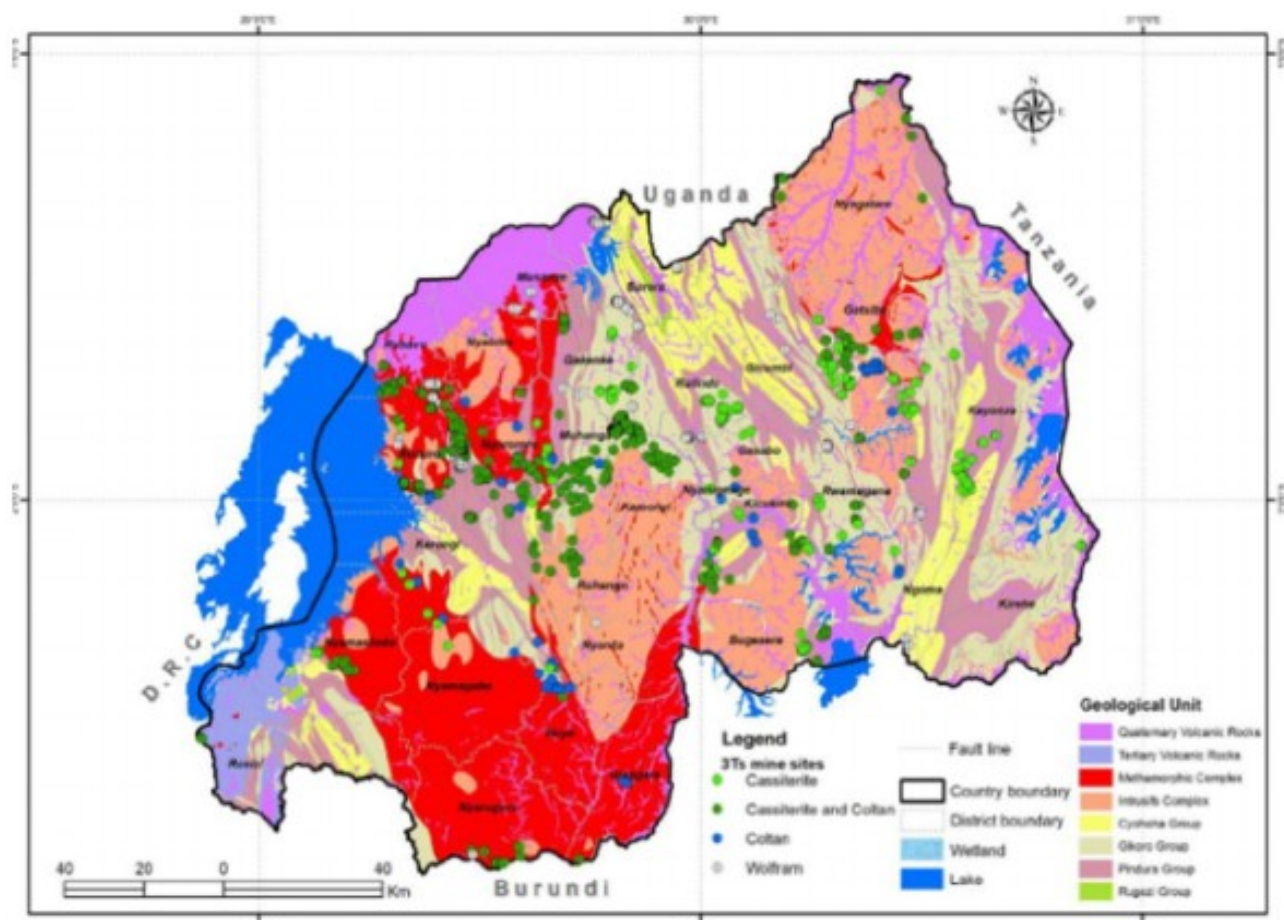 N
W E
S
Uganda
Tanzania
Nyagatare
Musanze
Burera
Gatsibo
Rubavu
Nyabihu
Gakenke
Gicumbi
Rulindo
Kayonza
Muhanga
Ngororero
Gasabo
Rwamagana
Kamonyi
Kicukiro
Karongi
Ruhango
Ngoma
Kirehe
Nyanza
Bugesera
Nyamasheke
Nyamagabe
D.R.C
Huye
Rusizi
Gisagara
Nyaruguru
Burundi
Geological Unit
Quaternary Volcanic Rocks
Tertiary Volcanic Rocks
Methamorphic Complex
Intrusifs Complex
Cyohoha Group
Gikoro Group
Pindura Group
Rugezi Group
Legend
3Ts mine sites
Cassiterite
Cassiterite and Coltan
Coltan
Wolfram
Fault line
Country boundary
District boundary
Wetland
Lake
40 20 0 40
Km